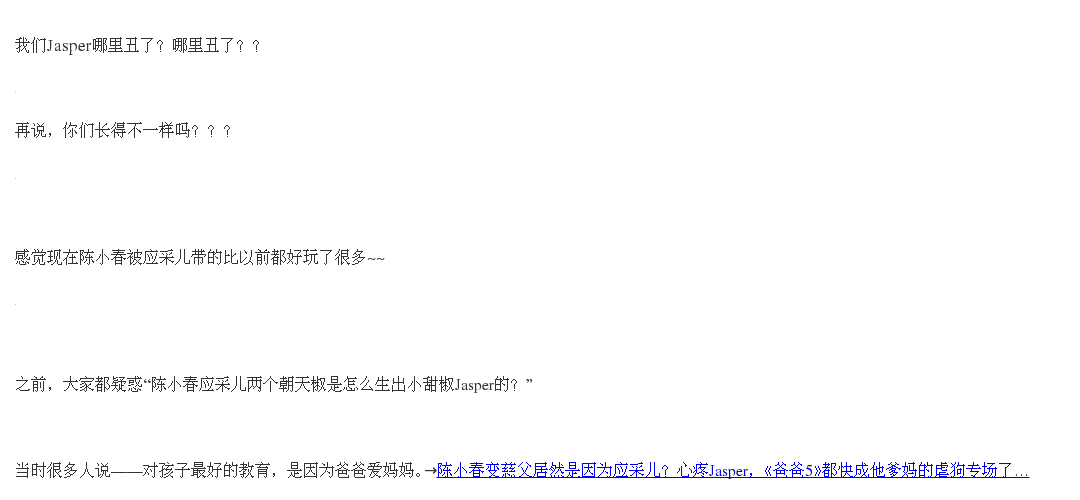 我们Jasper哪里丑了？哪里丑了？？
再说，你们长得不一样吗？？？
感觉现在陈小春被应采儿带的比以前都好玩了很多~~
之前，大家都疑惑“陈小春应采儿两个朝天椒是怎么生出小甜椒Jasper的？”
当时很多人说——对孩子最好的教育，是因为爸爸爱妈妈。→陈小春变慈父居然是因为应采儿？心疼Jasper，《爸爸5》都快成他爹妈的虐狗专场了…